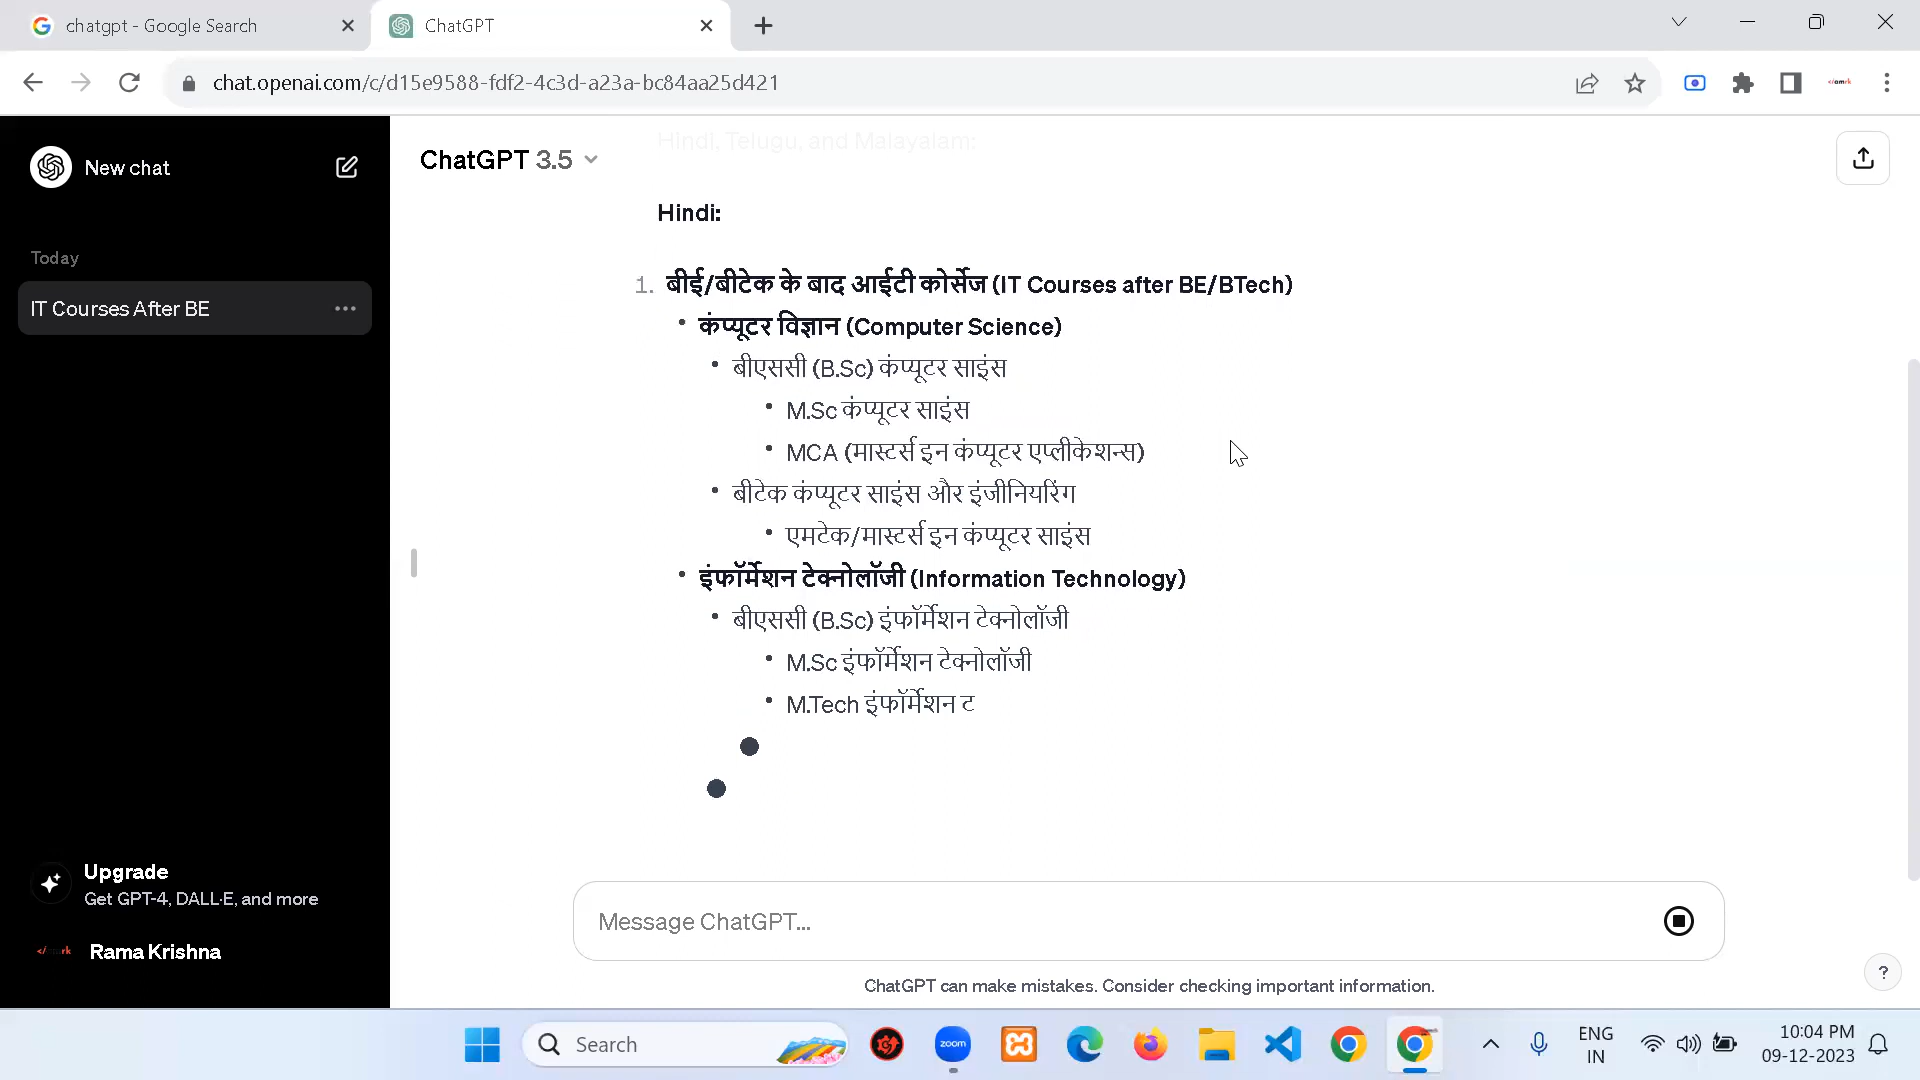 chatgpt - Google Search
ChatGPT
chat.openai.com/c/d15e9588-fdf2-4c3d-a23a-bc84aa25d421
New chat
Today
IT Courses After BE
Upgrade
Get GPT-4, DALL·E, and more
Rama Krishna
ChatGPT 3.5
Hindi, Telugu, and Malayalam:
Hindi:
1. बीई/बीटेक के बाद आईटी कोर्सेज (IT Courses after BE/BTech)
• कंप्यूटर विज्ञान (Computer Science)
• बीएससी (B.Sc) कंप्यूटर साइंस
• M.Sc कंप्यूटर साइंस
• MCA (मास्टर्स इन कंप्यूटर एप्लीकेशन्स)
• बीटेक कंप्यूटर साइंस और इंजीनियरिंग
• एमटेक/मास्टर्स इन कंप्यूटर साइंस
• इंफॉर्मेशन टेक्नोलॉजी (Information Technology)
• बीएससी (B.Sc) इंफॉर्मेशन टेक्नोलॉजी
• M.Sc इंफॉर्मेशन टेक्नोलॉजी
• M.Tech इंफॉर्मेशन ट
Message ChatGPT...
ChatGPT can make mistakes. Consider checking important information.
?
Search
zoom
ENG
IN
10:04 PM
09-12-2023